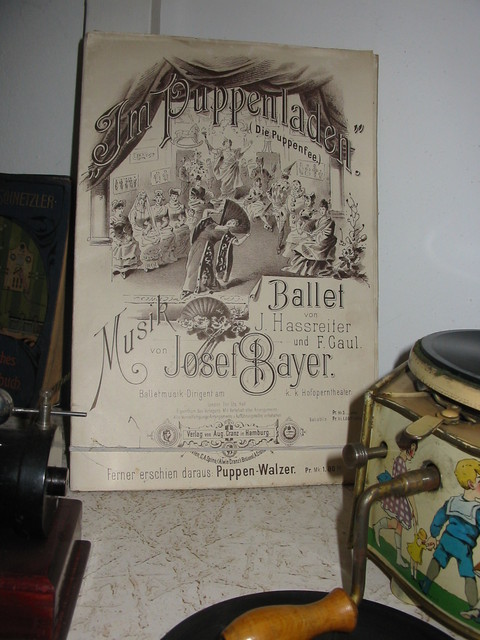 „Im Puppenladen"
(Die Puppenfee.)
Ballet
von
J. Hassreiter
und F. Gaul.
Musik
von Josef Bayer.
Balletmusik-Dirigent am k. k. Hofoperntheater
Verlag von Aug. Cranz in Hamburg.
Ferner erschien daraus Puppen-Walzer.